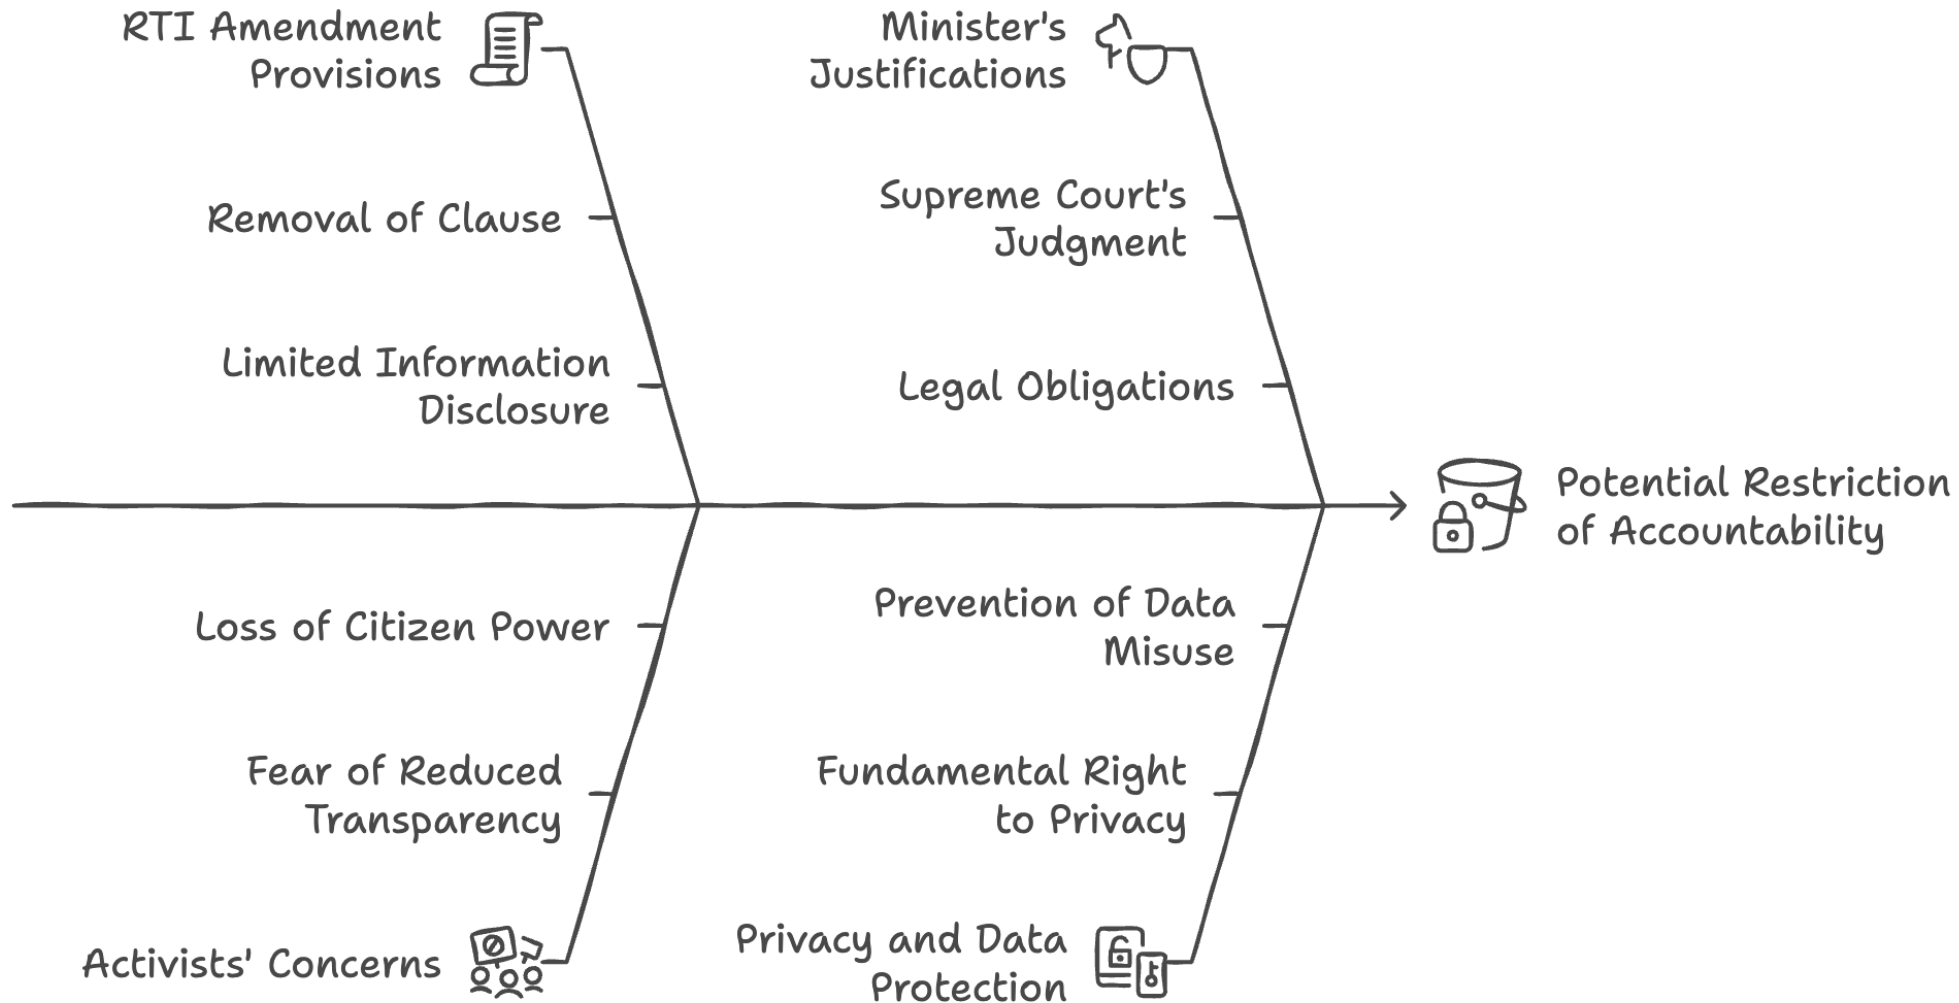 RTI Amendment
Provisions
Removal of Clause
Limited Information
Disclosure
Minister's
Justifications
Supreme Court's
Judgment
Legal Obligations
Potential Restriction
of Accountability
Loss of Citizen Power
Fear of Reduced
Transparency
Activists' Concerns
Prevention of Data
Misuse
Fundamental Right
to Privacy
Privacy and Data
Protection